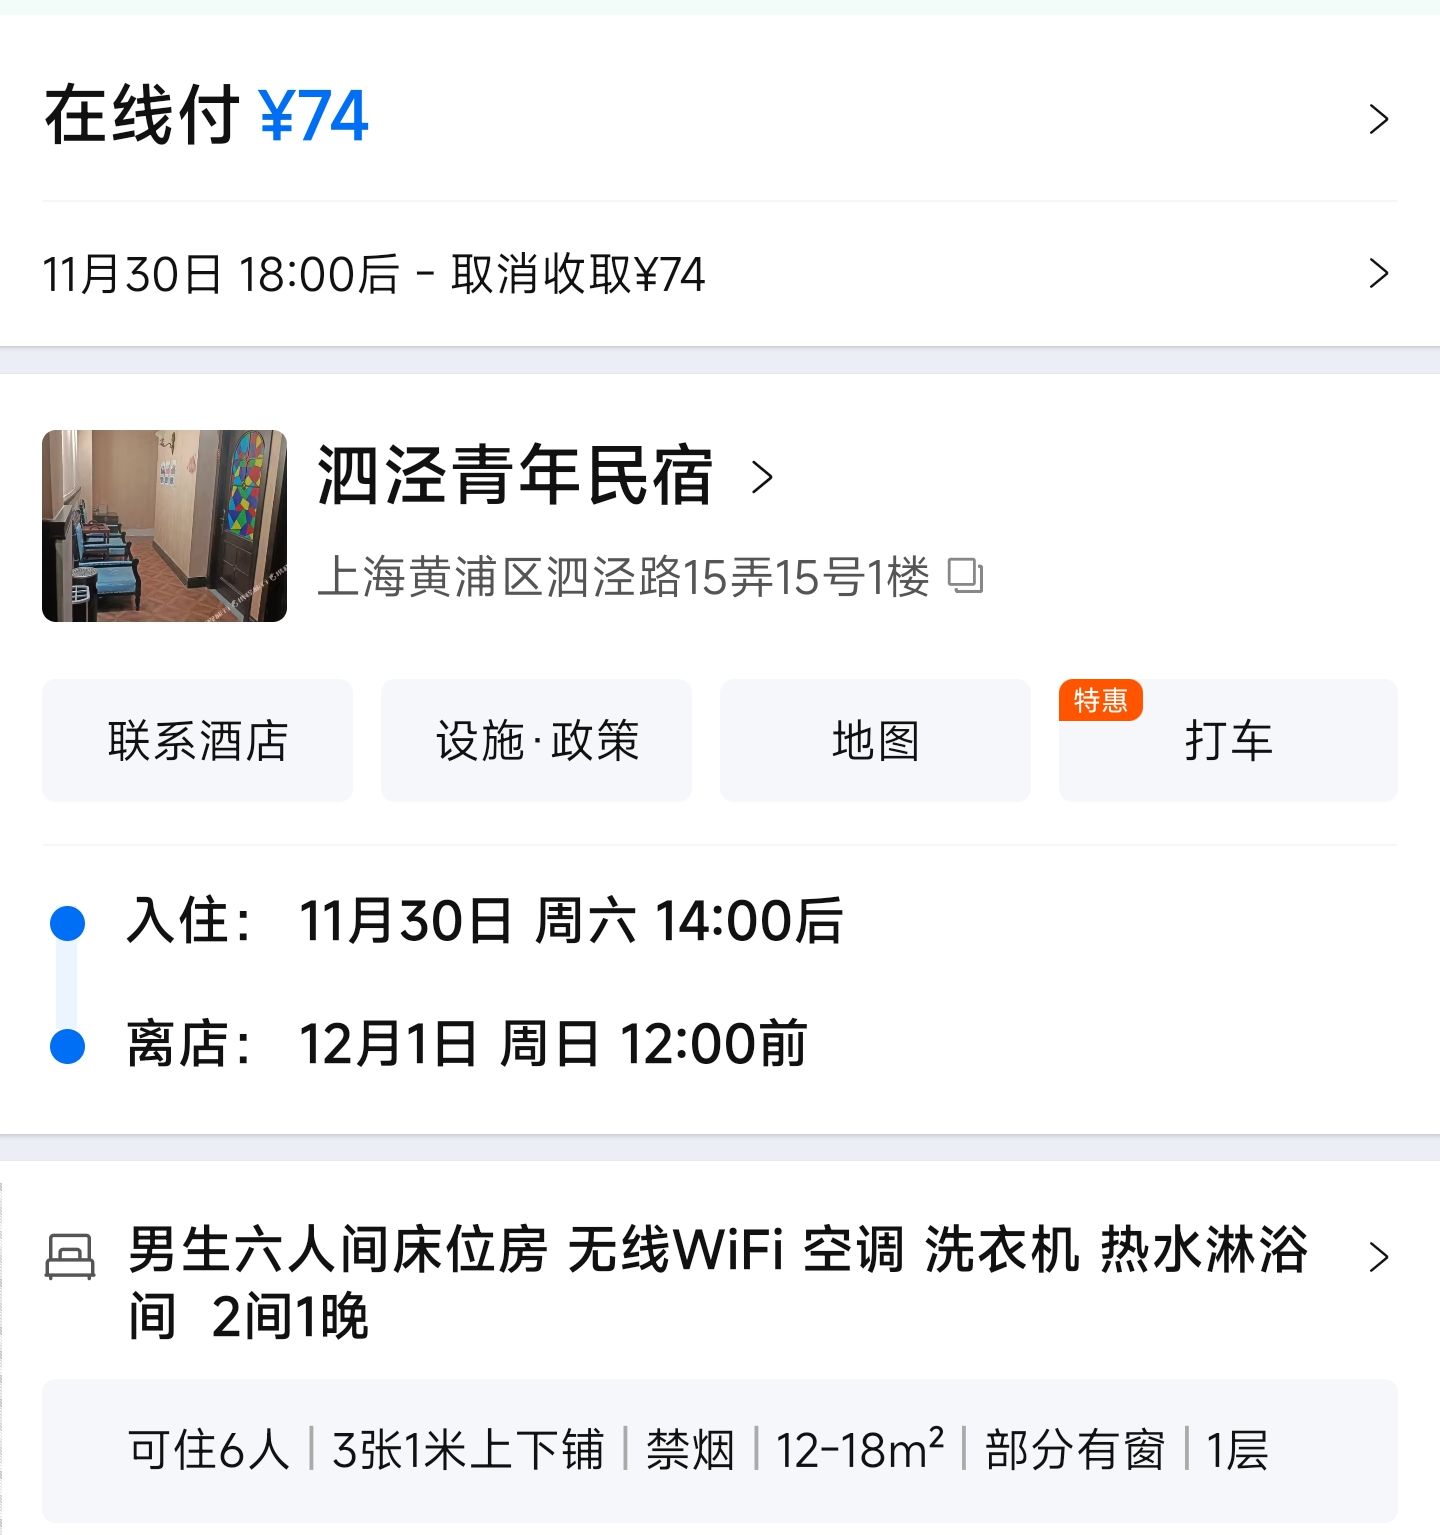 在线付 ¥74
11月30日 18:00后 - 取消收取¥74
泗泾青年民宿
上海黄浦区泗泾路15弄15号1楼
联系酒店
设施·政策
地图
特惠
打车
入住： 11月30日 周六 14:00后
离店： 12月1日 周日 12:00前
男生六人间床位房 无线WiFi 空调 洗衣机 热水淋浴
间 2间1晚
可住6人|3张1米上下铺|禁烟|12-18m²|部分有窗|1层